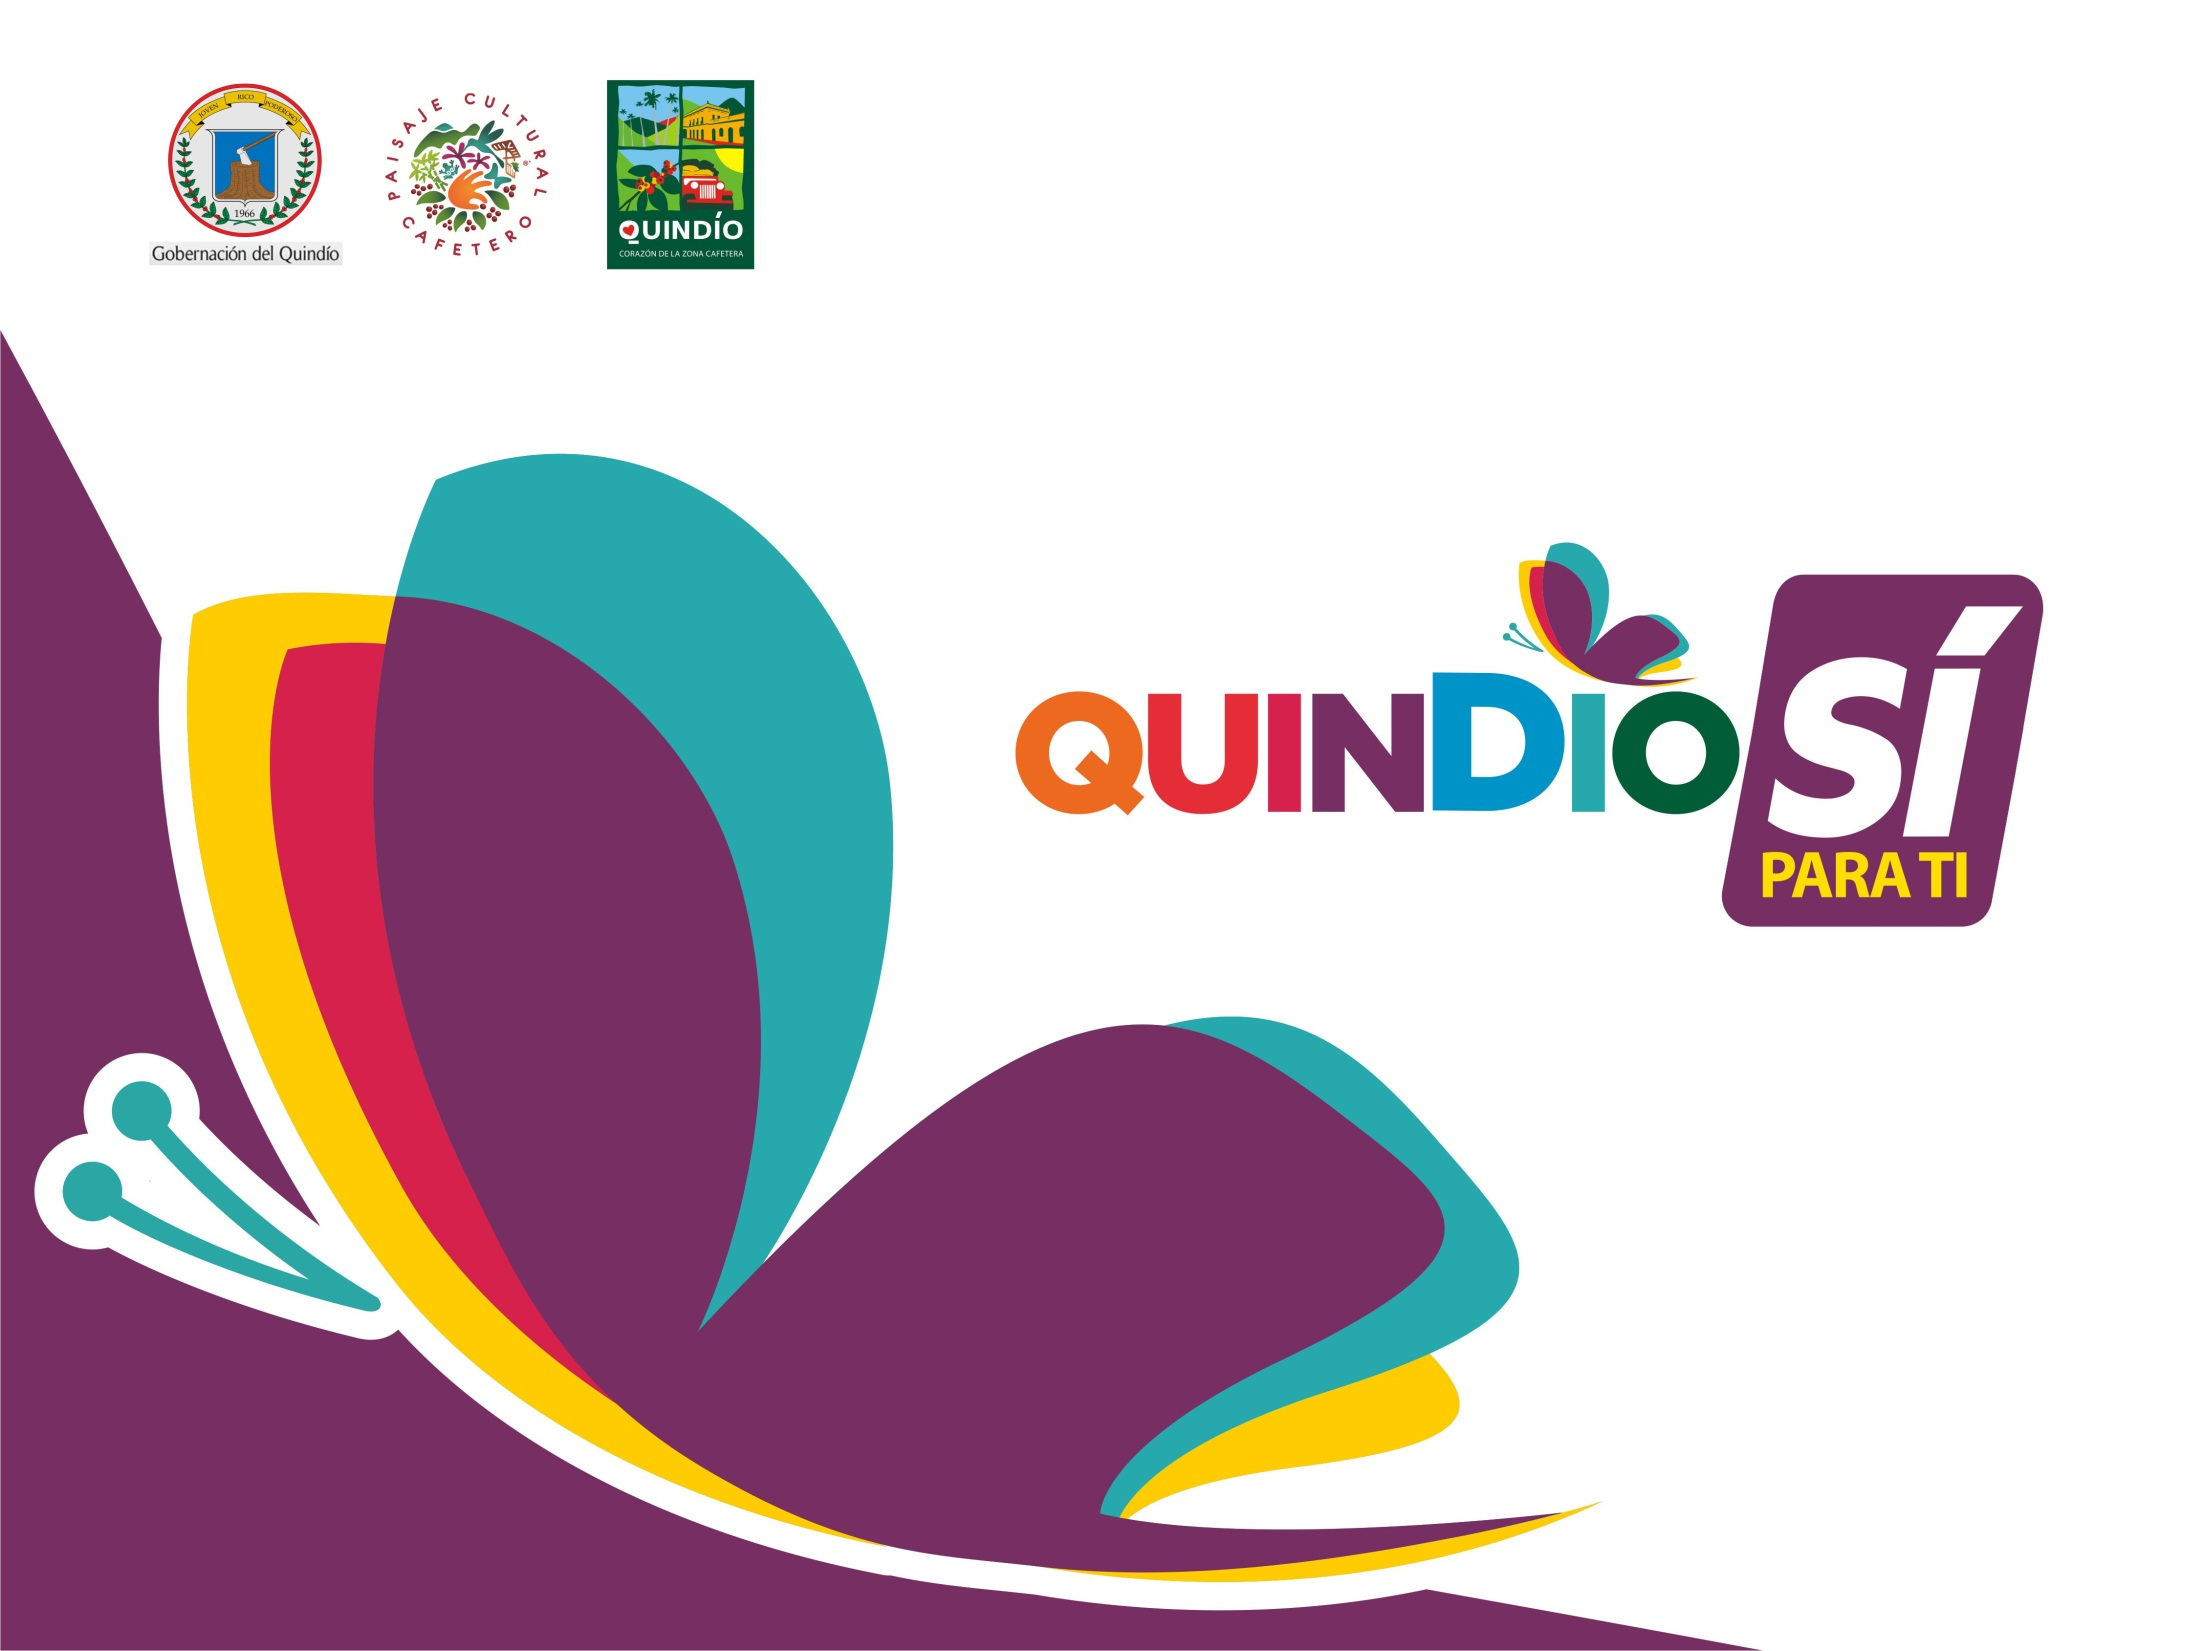 JOVEN RICO PODEROSO
1966
Gobernación del Quindío
PAISAJE CULTURAL
CAFETERO
QUINDÍO
CORAZÓN DE LA ZONA CAFETERA
QUINDIO
SÍ
PARA TI